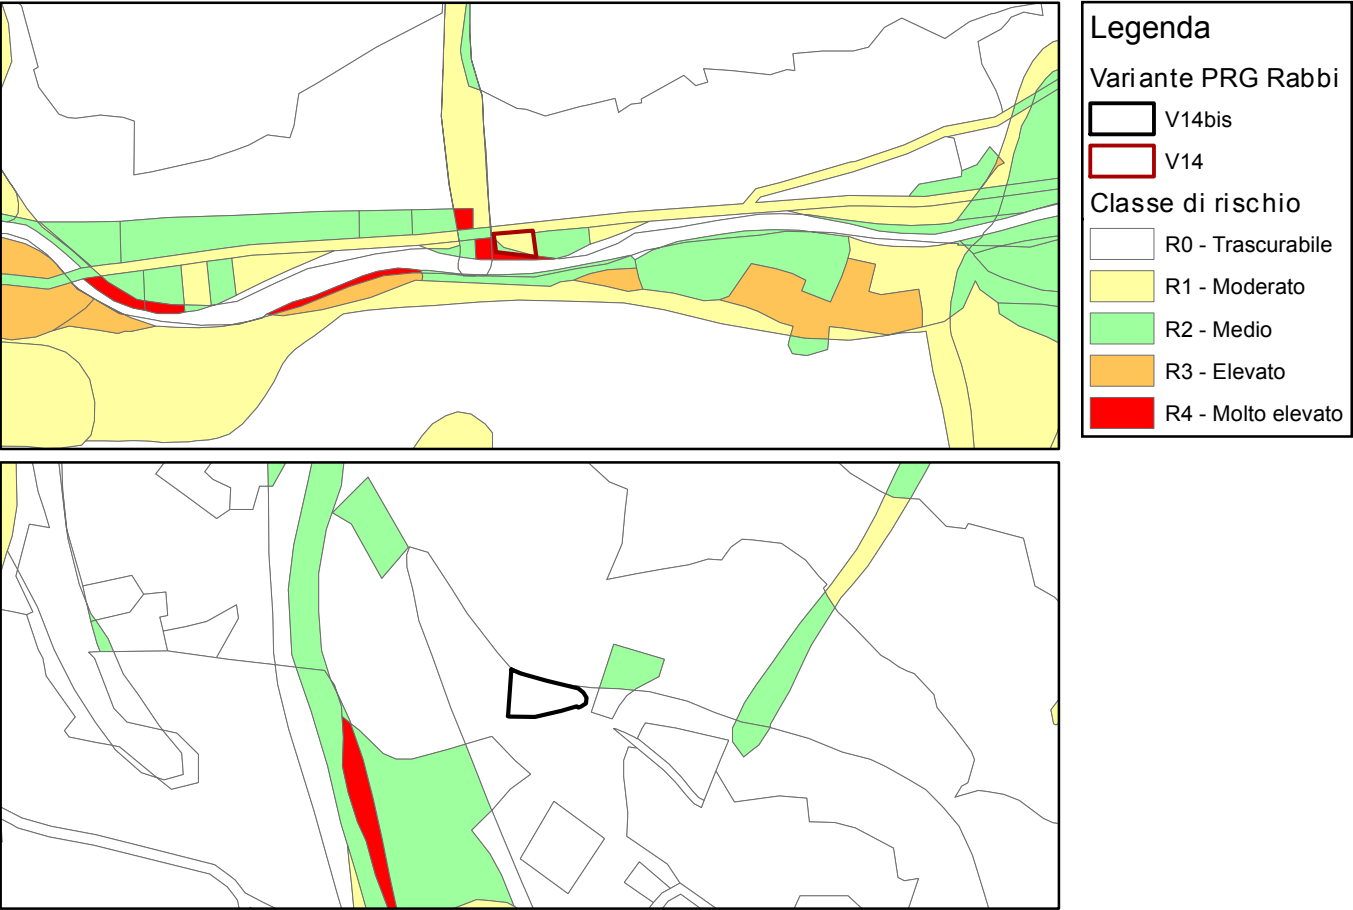 Legenda
Variante PRG Rabbi
V14bis
V14
Classe di rischio
R0 - Trascurabile
R1 - Moderato
R2 - Medio
R3 - Elevato
R4 - Molto elevato